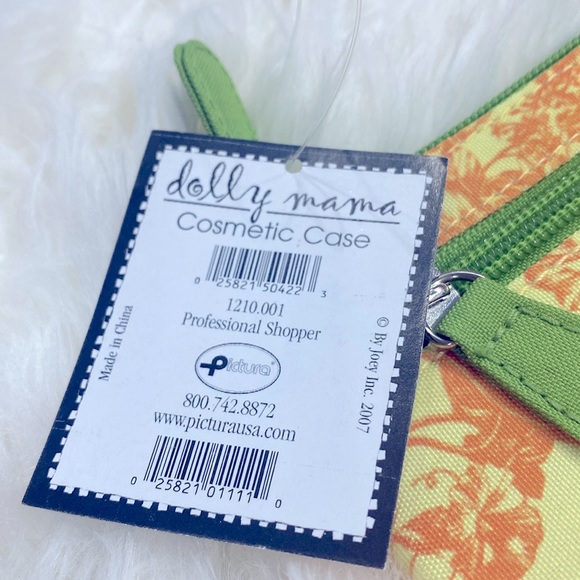 dolly mama
Cosmetic Case
0 25821 50422 3
1210.001
Professional Shopper
Pictura
800.742.8872
www.picturausa.com
0 25821 01111 0
Made in China
© By Joey Inc. 2007